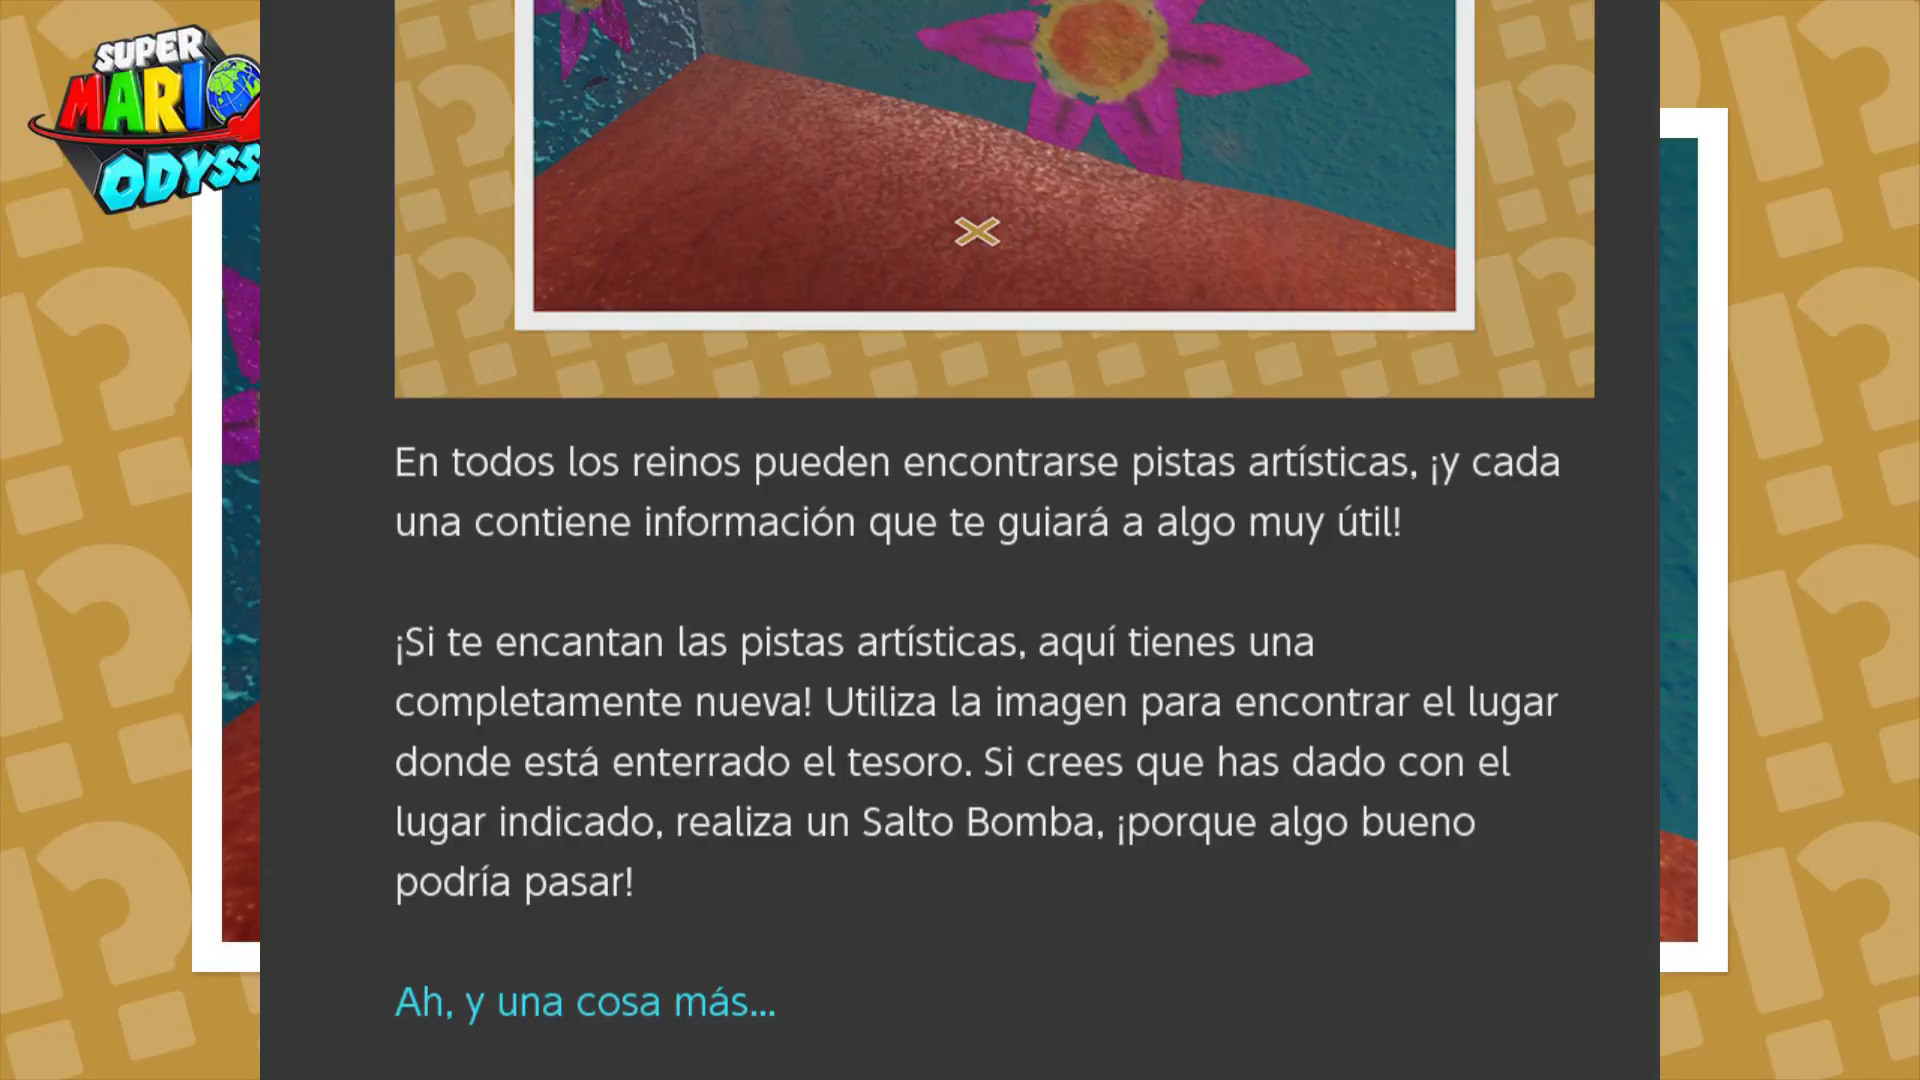 SUPER
MARIO
ODYSS
En todos los reinos pueden encontrarse pistas artísticas, ¡y cada
una contiene información que te guiará a algo muy útil!
¡Si te encantan las pistas artísticas, aquí tienes una
completamente nueva! Utiliza la imagen para encontrar el lugar
donde está enterrado el tesoro. Si crees que has dado con el
lugar indicado, realiza un Salto Bomba, ¡porque algo bueno
podría pasar!
Ah, y una cosa más...